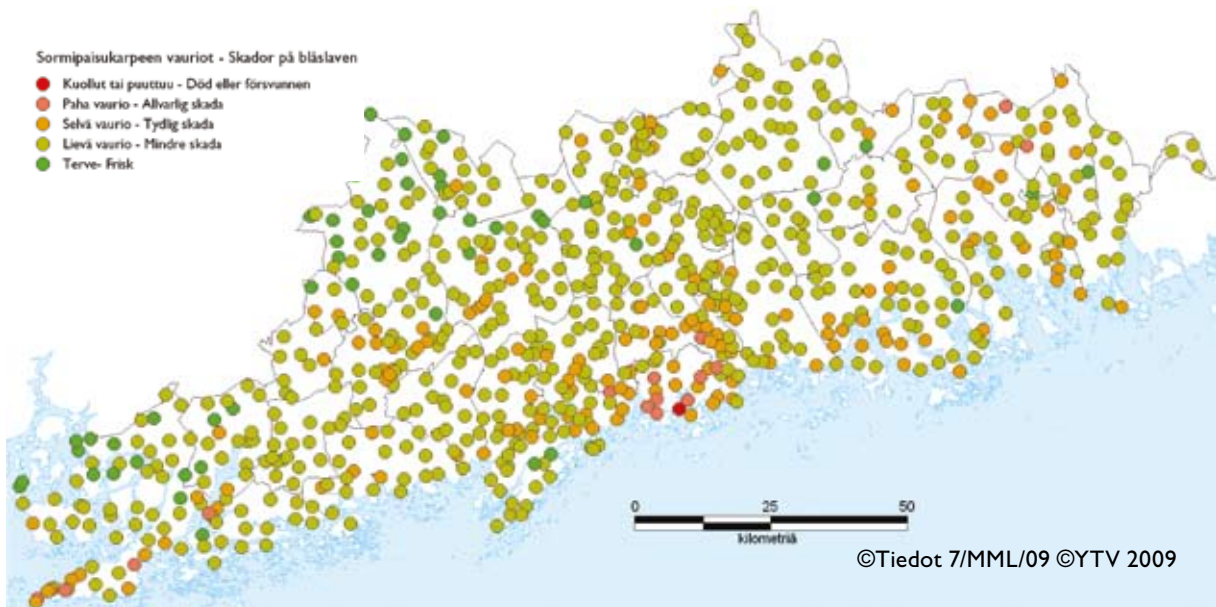 Sormipaisukarpeen vauriot - Skador på blåslaven
Kuollut tai puuttuu - Död eller försvunnen
Paha vaurio - Allvarlig skada
Selvä vaurio - Tydlig skada
Lievä vaurio - Mindre skada
Terve- Frisk
0 25 50
kilometriä
©Tiedot 7/MML/09 ©YTV 2009